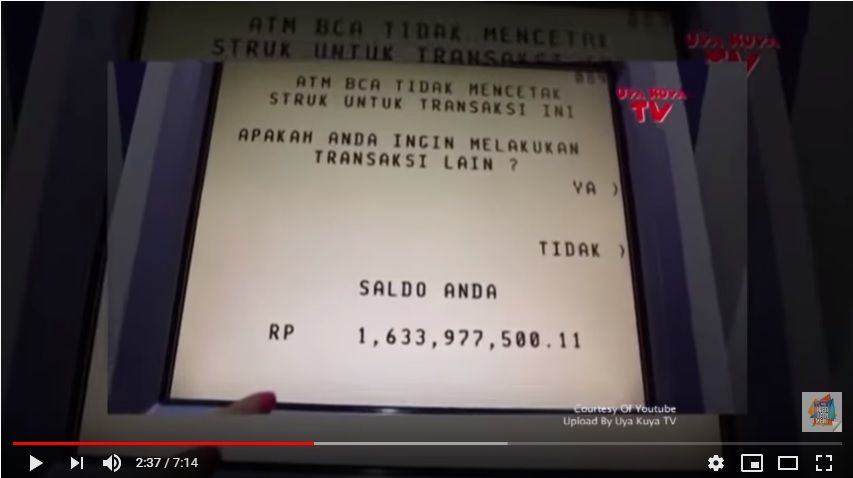 ATM BCA TIDAK MENCETAK
STRUK UNTUK TRANSAKSI
UYA KUYA
TV
ATM BCA TIDAK MENCETAK
STRUK UNTUK TRANSAKSI INI
UYA KUYA
TV
APAKAH ANDA INGIN MELAKUKAN
TRANSAKSI LAIN ?
YA )
TIDAK )
SALDO ANDA
RP 1,633,977,500.11
Courtesy Of Youtube
Upload By Uya Kuya TV
2:37 / 7:14